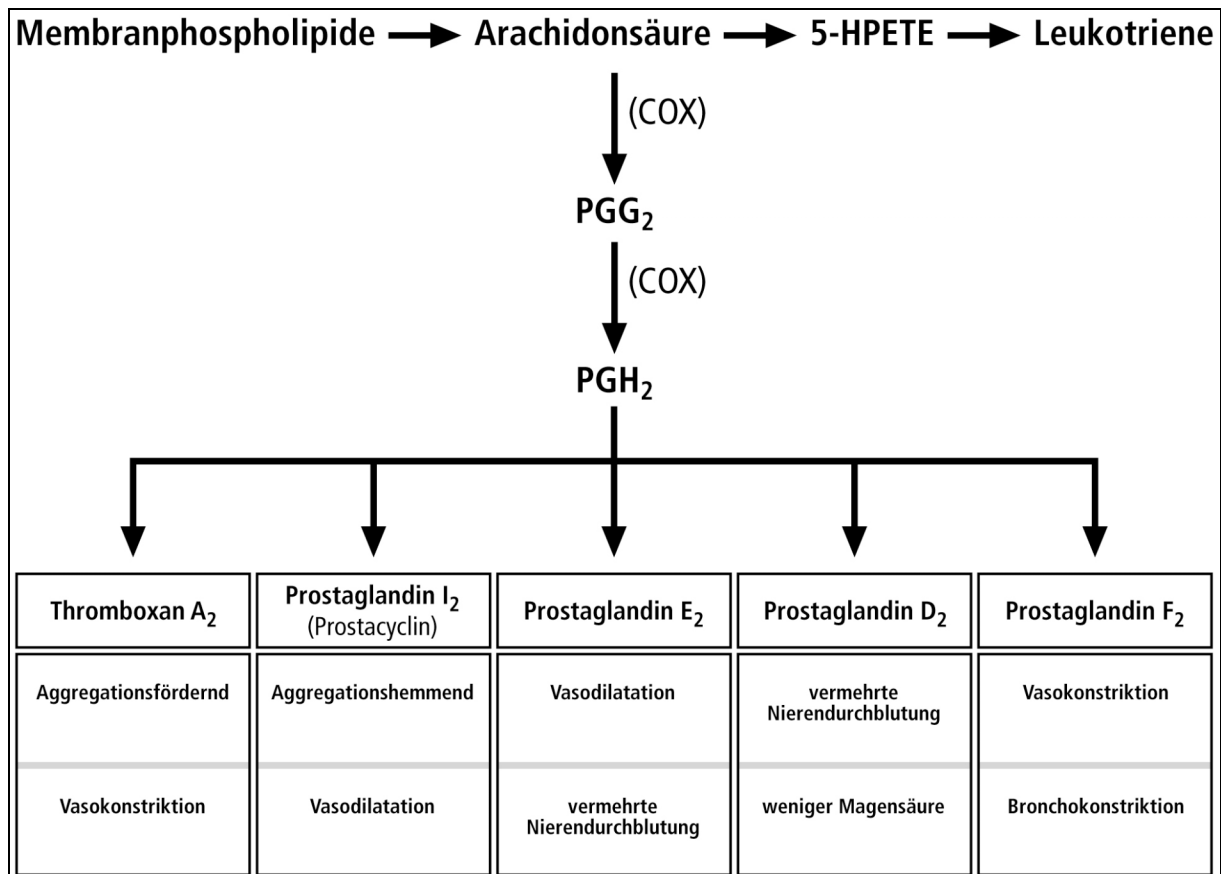 Membranphospholipide → Arachidonsäure → 5-HPETE → Leukotriene
(COX)
PGG₂
(COX)
PGH₂
Thromboxan A₂
Prostaglandin I₂
(Prostacyclin)
Prostaglandin E₂
Prostaglandin D₂
Prostaglandin F₂
Aggregationsfördernd
Aggregationshemmend
Vasodilatation
vermehrte
Nierendurchblutung
Vasokonstriktion
Vasokonstriktion
Vasodilatation
vermehrte
Nierendurchblutung
weniger Magensäure
Bronchokonstriktion